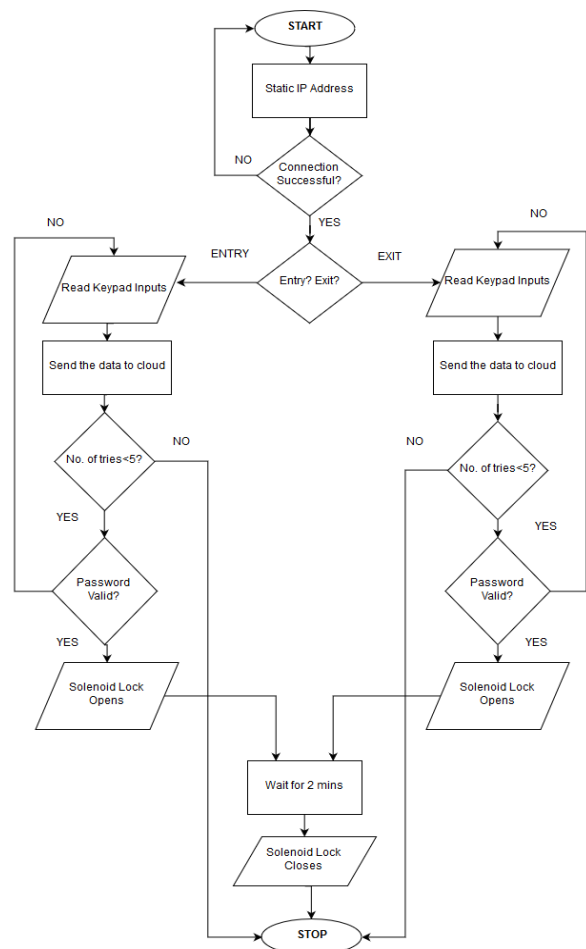 START
Static IP Address
NO
Connection
Successful?
YES
NO
NO
ENTRY
EXIT
Entry? Exit?
Read Keypad Inputs
Read Keypad Inputs
Send the data to cloud
Send the data to cloud
NO
NO
No. of tries<5?
No. of tries<5?
YES
YES
Password
Valid?
Password
Valid?
YES
YES
Solenoid Lock
Opens
Solenoid Lock
Opens
Wait for 2 mins
Solenoid Lock
Closes
STOP